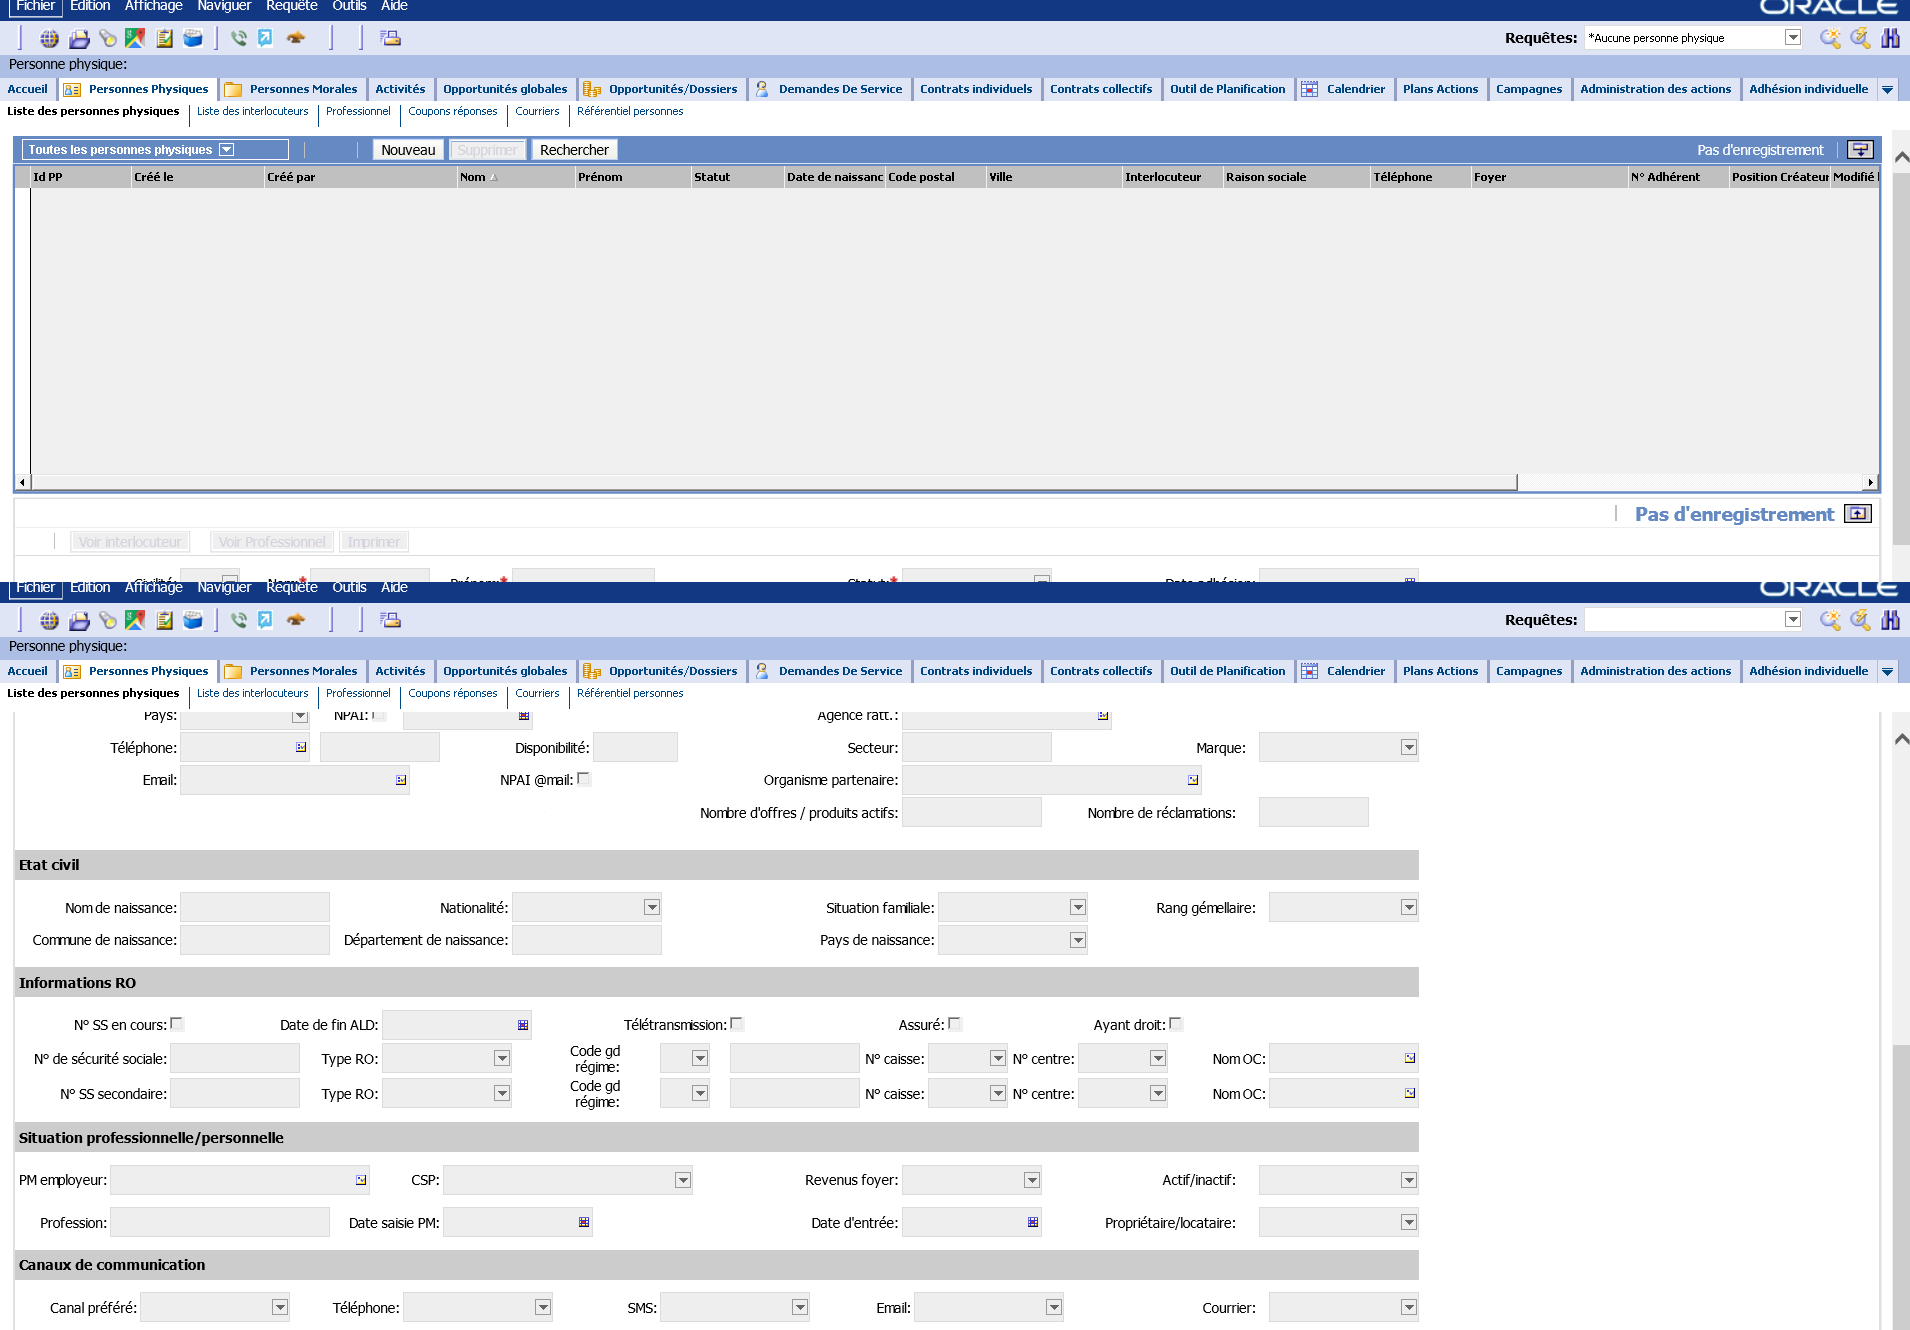 Fichier Edition Affichage Naviguer Requête Outils Aide ORACLE
Requêtes: *Aucune personne physique
Personne physique:
Accueil Personnes Physiques Personnes Morales Activités Opportunités globales Opportunités/Dossiers Demandes De Service Contrats individuels Contrats collectifs Outil de Planification Calendrier Plans Actions Campagnes Administration des actions Adhésion individuelle
Liste des personnes physiques Liste des interlocuteurs Professionnel Coupons réponses Courriers Référentiel personnes
Toutes les personnes physiques Nouveau Supprimer Rechercher Pas d'enregistrement
Id PP Créé le Créé par Nom Prénom Statut Date de naissanc Code postal Ville Interlocuteur Raison sociale Téléphone Foyer N° Adhérent Position Créateur Modifié l
Pas d'enregistrement
Voir interlocuteur Voir Professionnel Imprimer
Civilité: Nom:* Prénom:* Statut:* Date adhésion:
Fichier Edition Affichage Naviguer Requête Outils Aide ORACLE
Requêtes:
Personne physique:
Accueil Personnes Physiques Personnes Morales Activités Opportunités globales Opportunités/Dossiers Demandes De Service Contrats individuels Contrats collectifs Outil de Planification Calendrier Plans Actions Campagnes Administration des actions Adhésion individuelle
Liste des personnes physiques Liste des interlocuteurs Professionnel Coupons réponses Courriers Référentiel personnes
Pays: NPAI: Agence ratt.:
Téléphone: Disponibilité: Secteur: Marque:
Email: NPAI @mail: Organisme partenaire:
Nombre d'offres / produits actifs: Nombre de réclamations:
Etat civil
Nom de naissance: Nationalité: Situation familiale: Rang gémellaire:
Commune de naissance: Département de naissance: Pays de naissance:
Informations RO
N° SS en cours: Date de fin ALD: Télétransmission: Assuré: Ayant droit:
N° de sécurité sociale: Type RO: Code gd régime: N° caisse: N° centre: Nom OC:
N° SS secondaire: Type RO: Code gd régime: N° caisse: N° centre: Nom OC:
Situation professionnelle/personnelle
PM employeur: CSP: Revenus foyer: Actif/inactif:
Profession: Date saisie PM: Date d'entrée: Propriétaire/locataire:
Canaux de communication
Canal préféré: Téléphone: SMS: Email: Courrier: